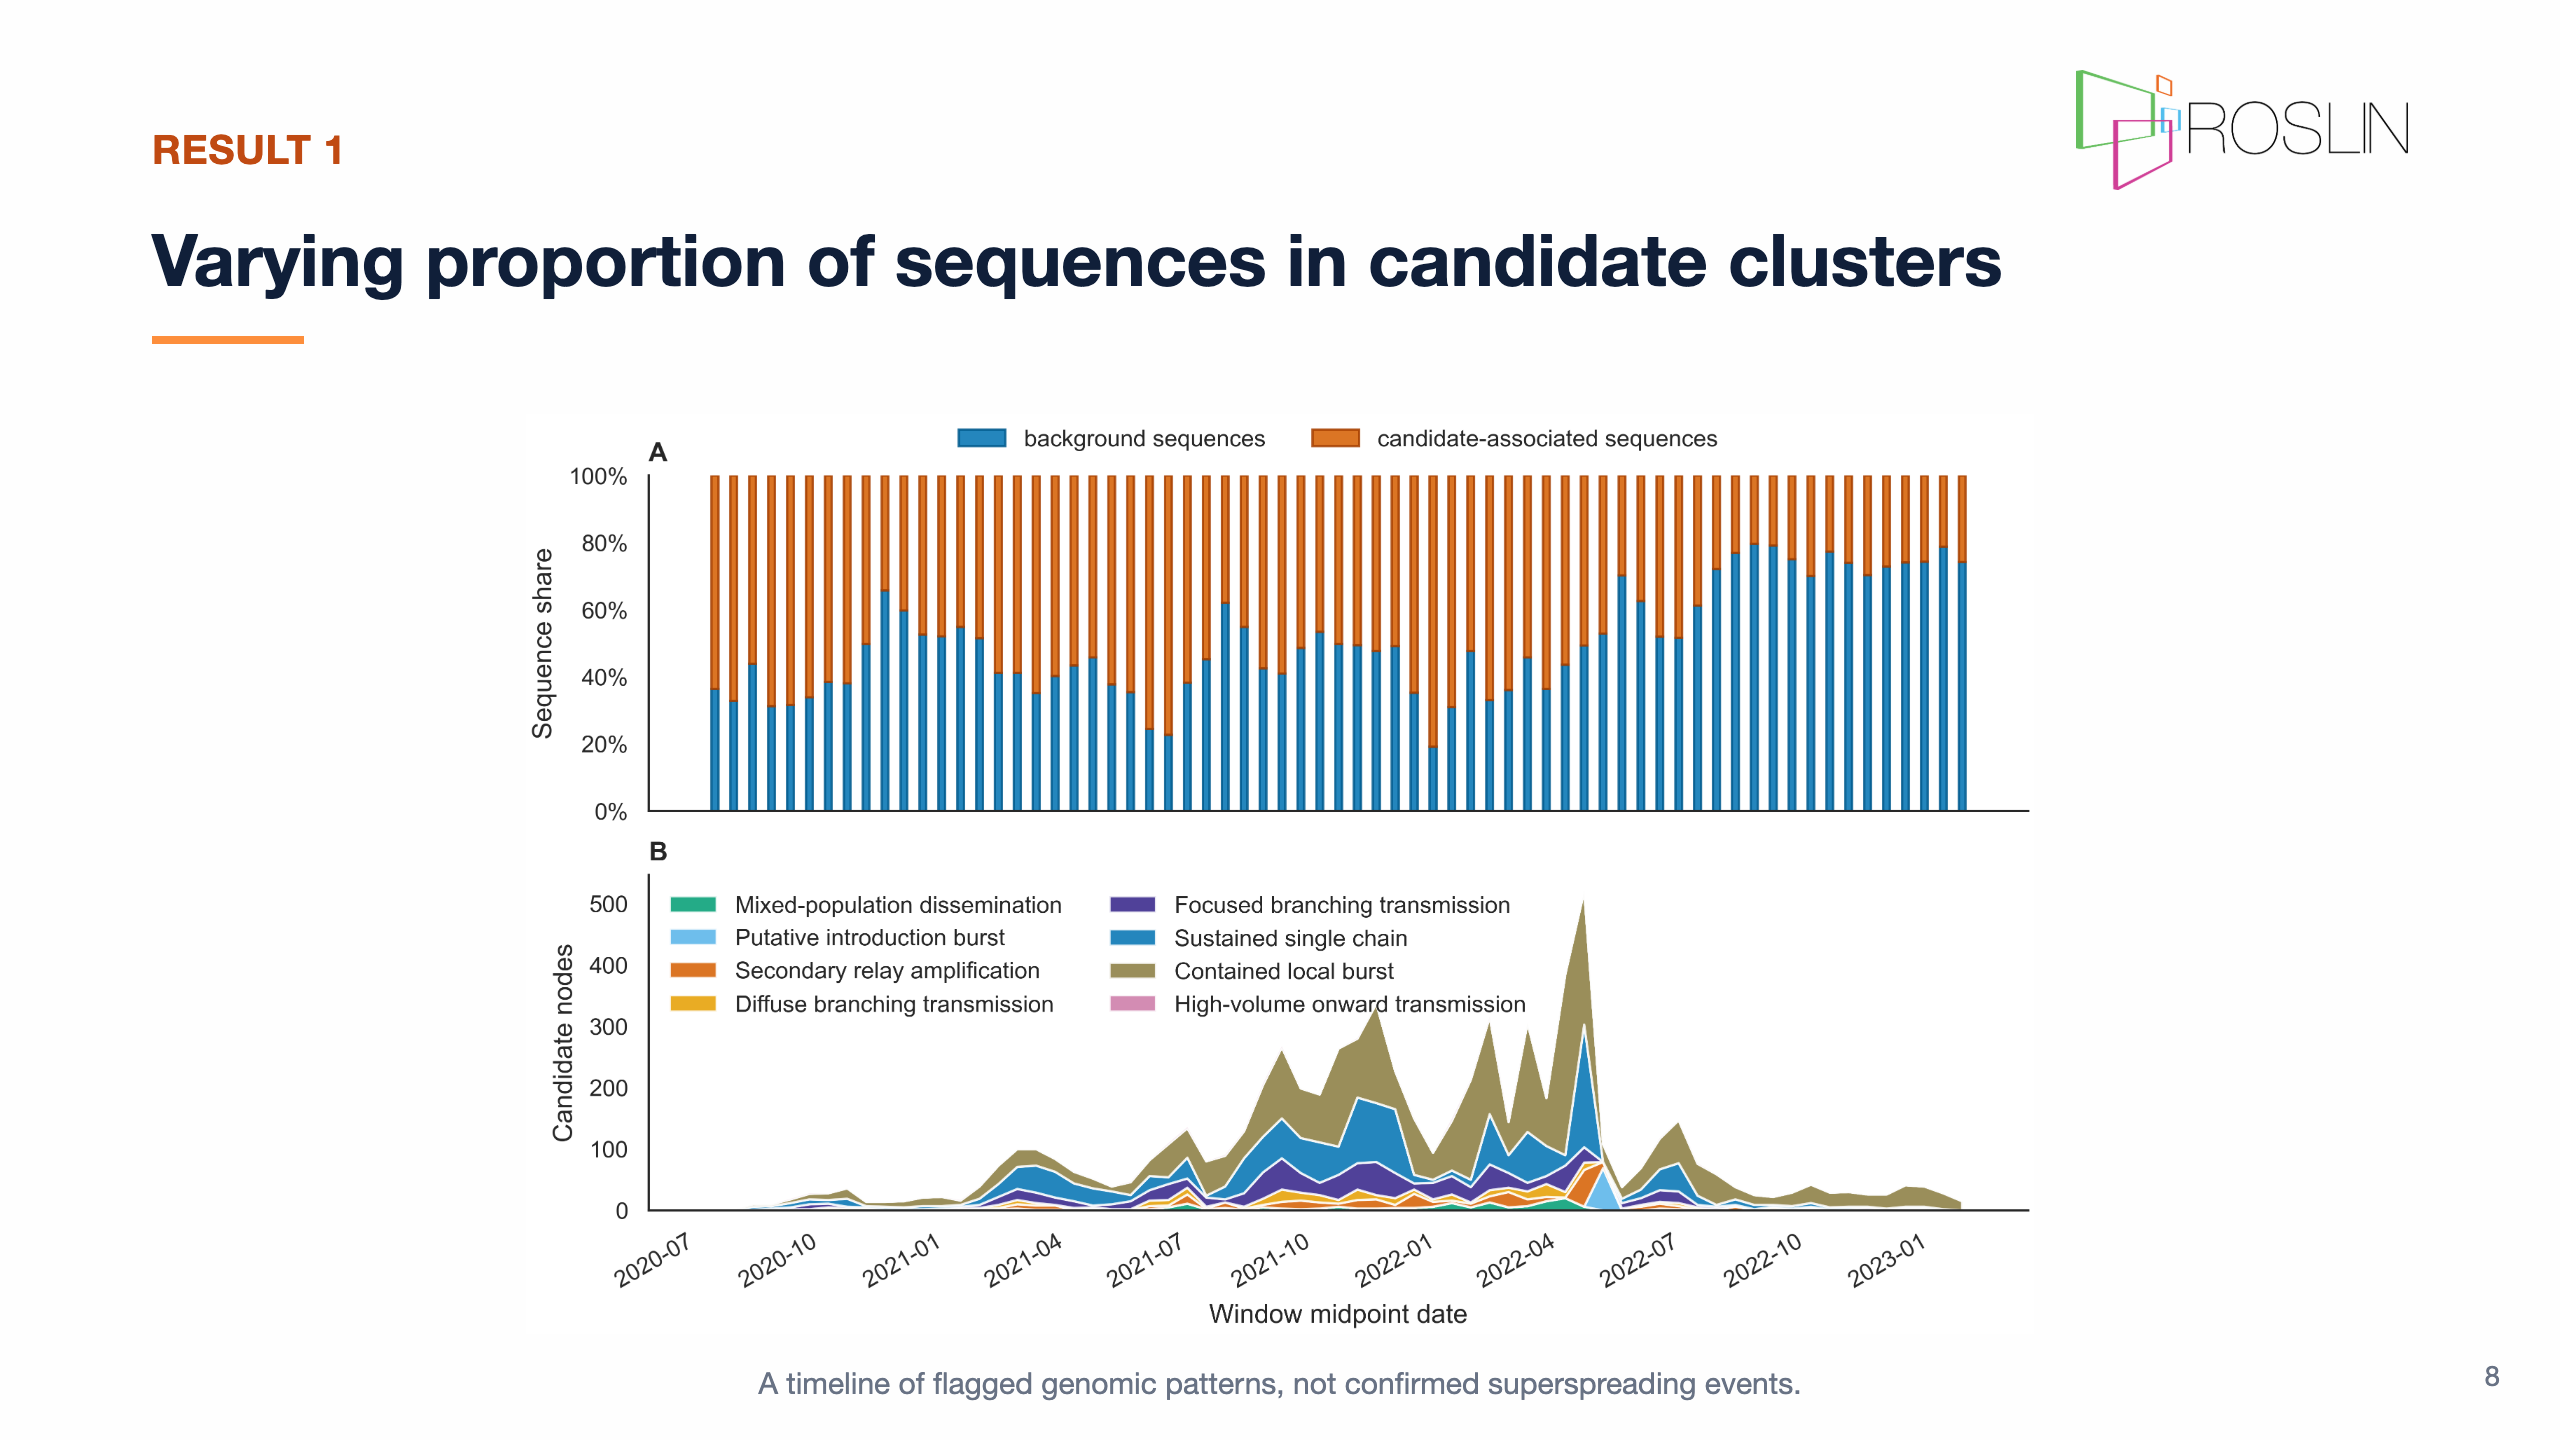 ROSLIN
RESULT 1
Varying proportion of sequences in candidate clusters
background sequences
candidate-associated sequences
A
100%
80%
60%
40%
20%
0%
Sequence share
B
500
400
300
200
100
0
Candidate nodes
Mixed-population dissemination
Putative introduction burst
Secondary relay amplification
Diffuse branching transmission
Focused branching transmission
Sustained single chain
Contained local burst
High-volume onward transmission
2020-07
2020-10
2021-01
2021-04
2021-07
2021-10
2022-01
2022-04
2022-07
2022-10
2023-01
Window midpoint date
A timeline of flagged genomic patterns, not confirmed superspreading events.
8